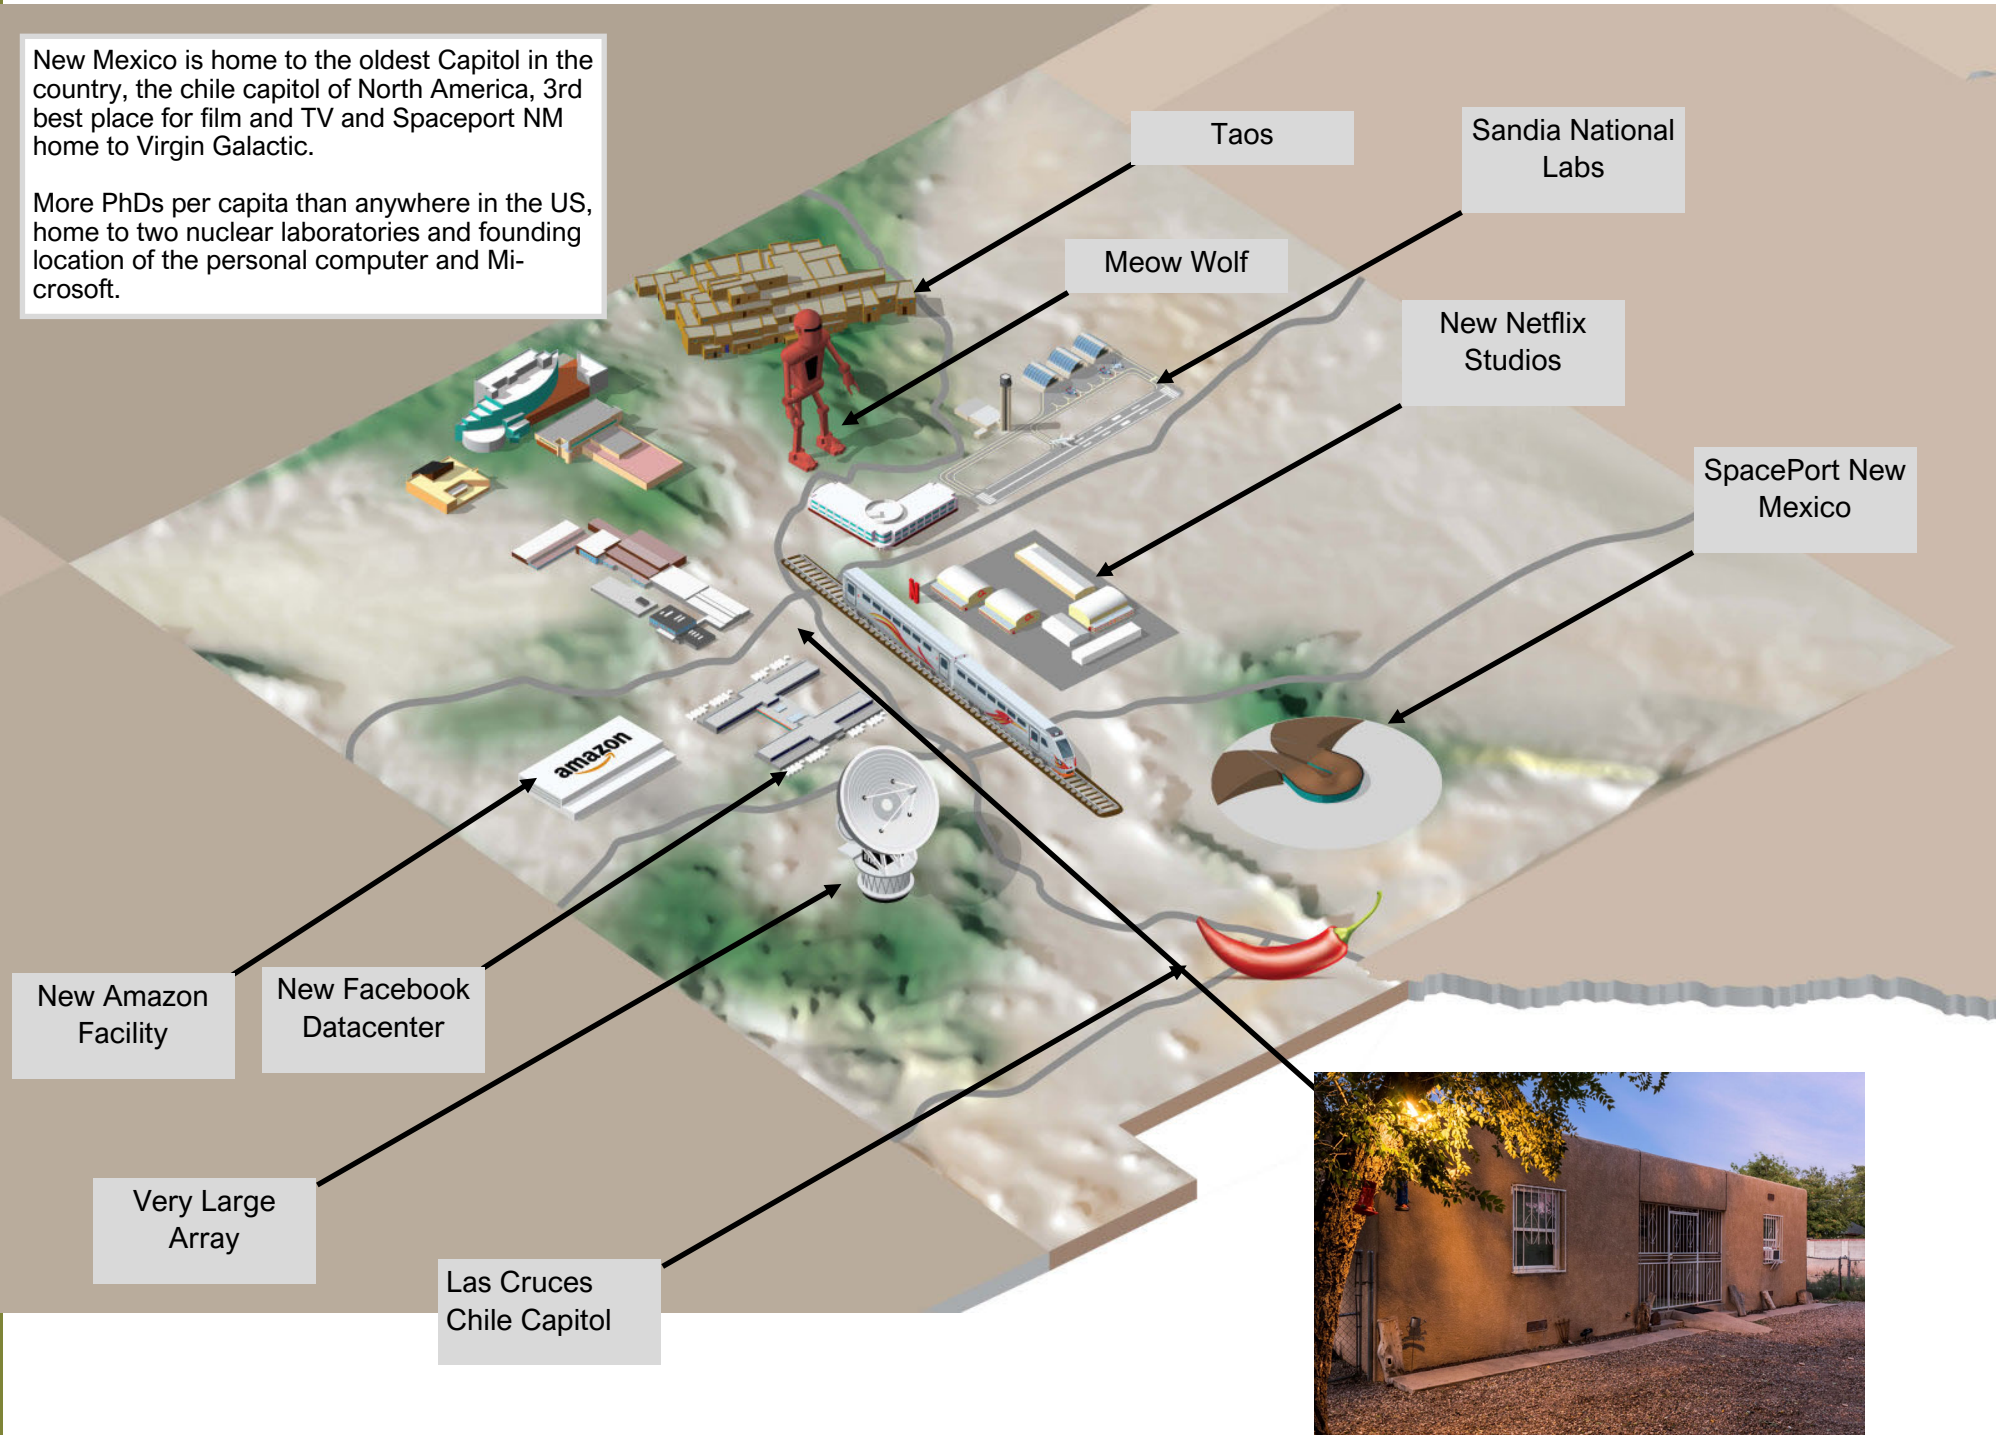 New Mexico is home to the oldest Capitol in the
country, the chile capitol of North America, 3rd
best place for film and TV and Spaceport NM
home to Virgin Galactic.
More PhDs per capita than anywhere in the US,
home to two nuclear laboratories and founding
location of the personal computer and Mi-
crosoft.
Taos
Sandia National
Labs
Meow Wolf
New Netflix
Studios
SpacePort New
Mexico
N
amazon
New Amazon
Facility
New Facebook
Datacenter
Very Large
Array
Las Cruces
Chile Capitol